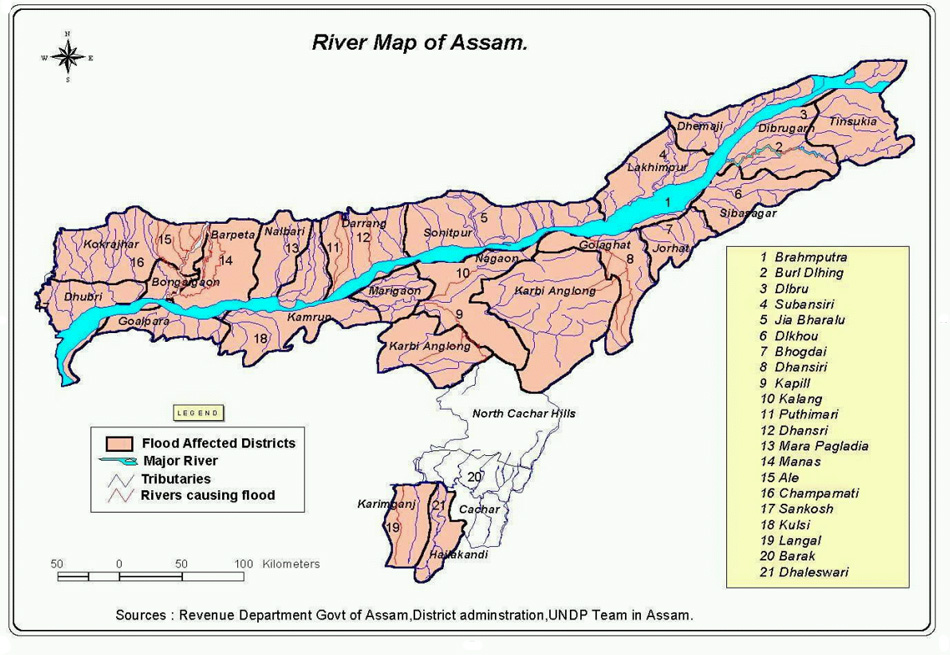 River Map of Assam.
N
W E
S
Dhemaji
3
Dibrugarh
Tinsukia
2
4
Lakhimpur
6
1
Sibasagar
7
Jorhat
5
Sonitpur
Darrang
12
11
Nalbari
13
Barpeta
14
15
Kokrajhar
16
Bongaigaon
Dhubri
17
Goalpara
18
Kamrup
Marigaon
Nagaon
10
9
Golaghat
8
Karbi Anglong
Karbi Anglong
North Cachar Hills
20
Cachar
21
Karimganj
19
Hailakandi
1 Brahmputra
2 Burl Dlhing
3 Dlbru
4 Subansiri
5 Jia Bharalu
6 Dlkhou
7 Bhogdai
8 Dhansiri
9 Kapill
10 Kalang
11 Puthimari
12 Dhansri
13 Mara Pagladia
14 Manas
15 Ale
16 Champamati
17 Sankosh
18 Kulsi
19 Langal
20 Barak
21 Dhaleswari
LEGEND
Flood Affected Districts
Major River
Tributaries
Rivers causing flood
50 0 50 100 Kilometers
Sources : Revenue Department Govt of Assam,District adminstration,UNDP Team in Assam.